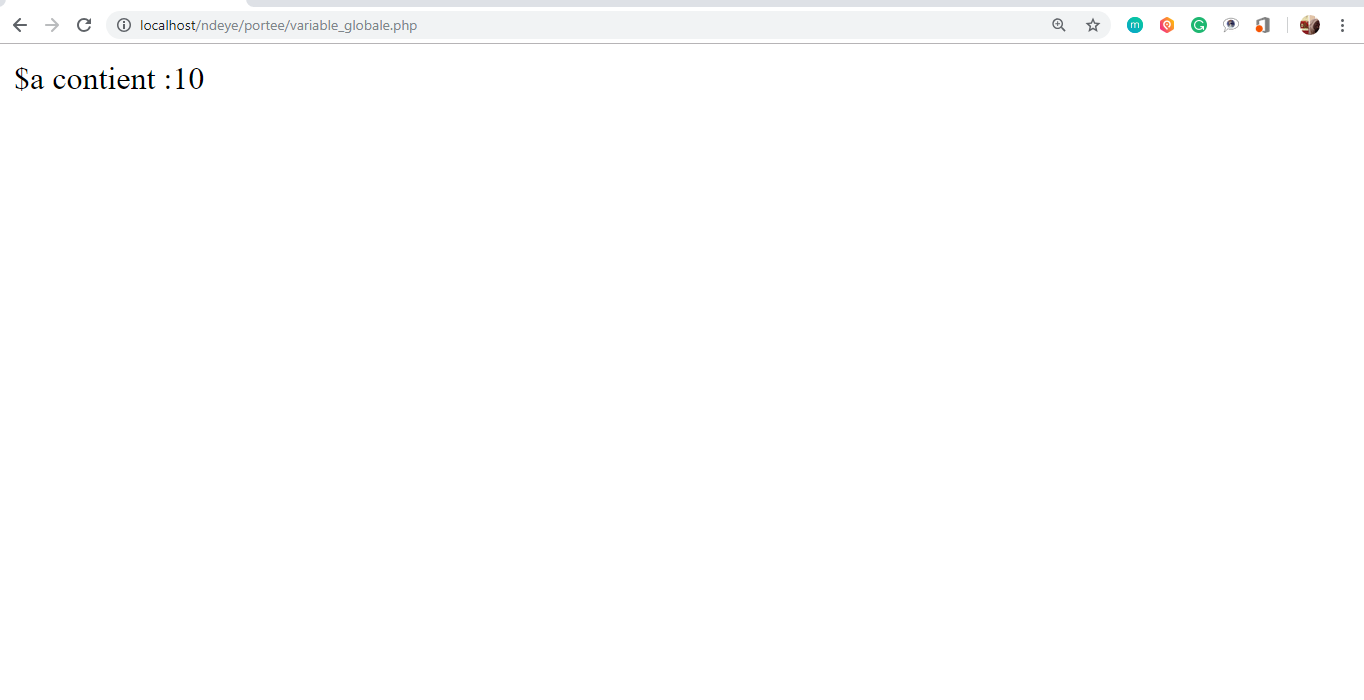 localhost/ndeye/portee/variable_globale.php
$a contient :10